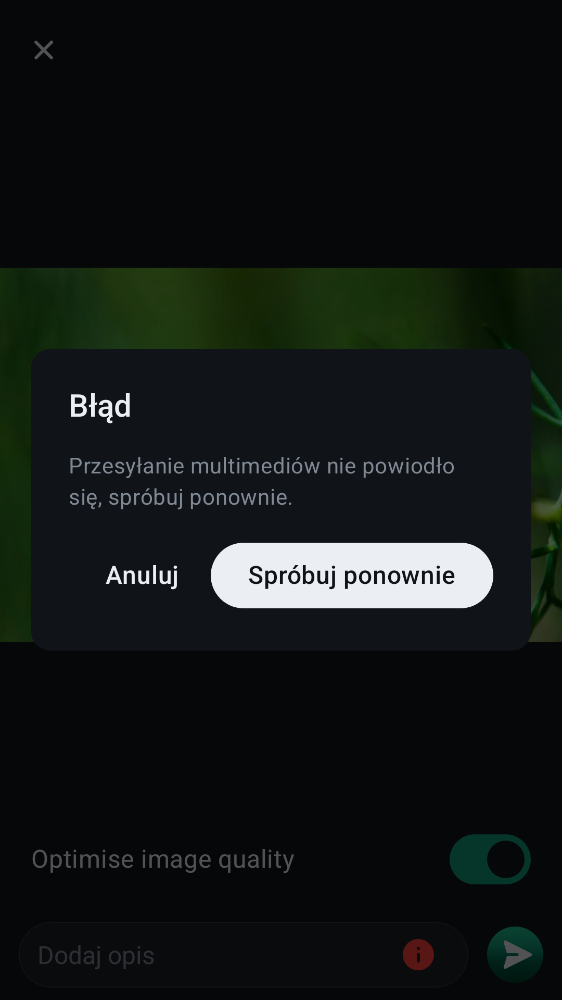 Błąd
Przesyłanie multimediów nie powiodło
się, spróbuj ponownie.
Anuluj
Spróbuj ponownie
Optimise image quality
Dodaj opis